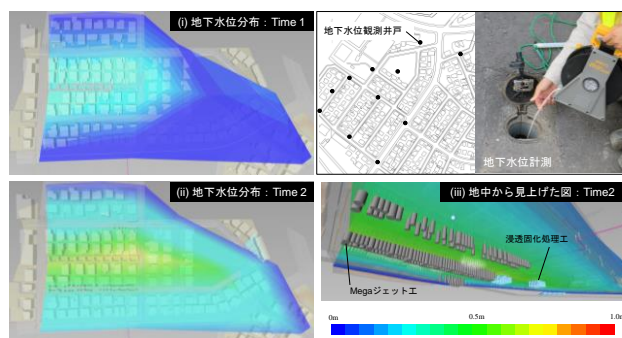 (i) 地下水位分布：Time 1
地下水位観測井戸
地下水位計測
(ii) 地下水位分布：Time 2
(iii) 地中から見上げた図：Time2
浸透固化処理工
Megaジェット工
0m
0.5m
1.0m